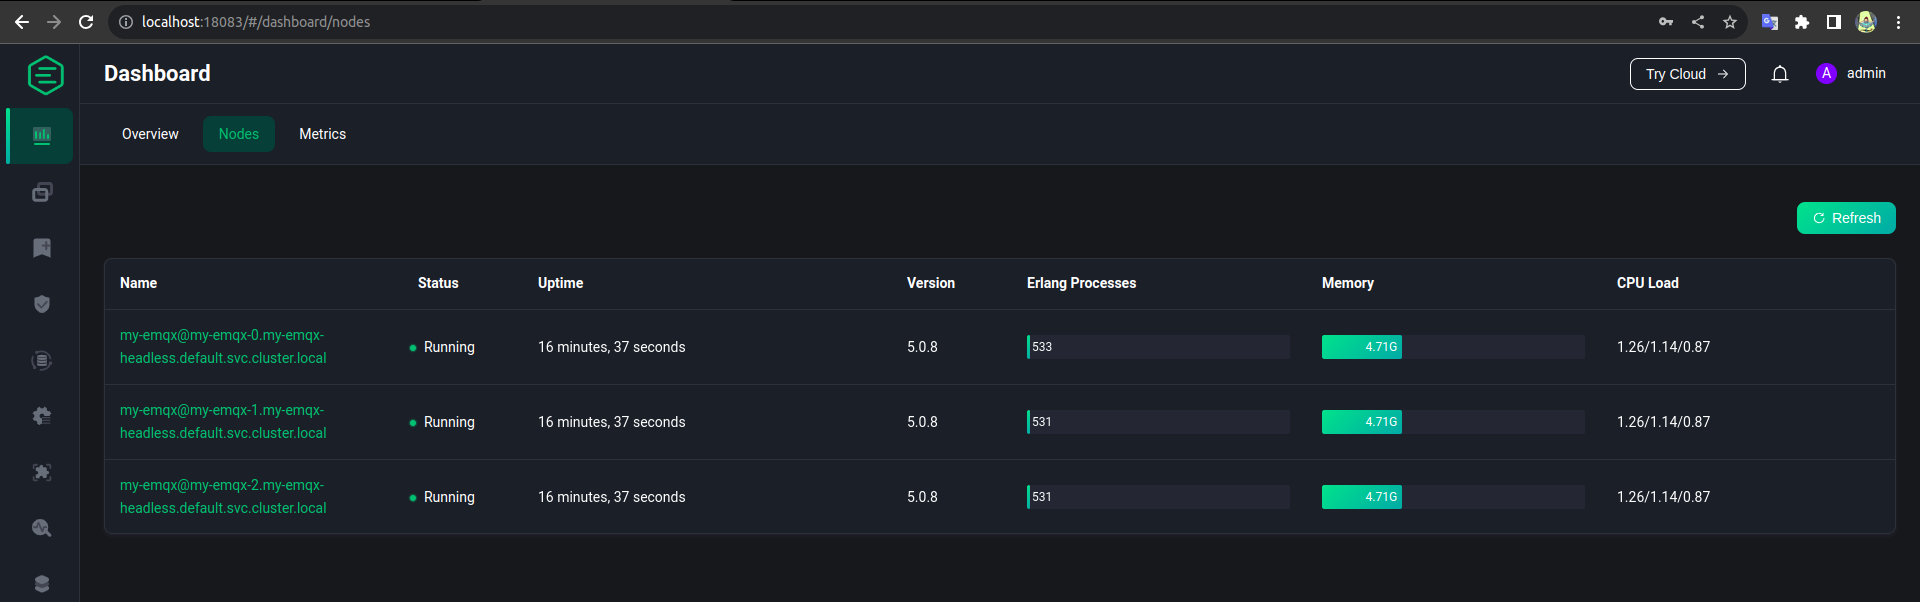 localhost:18083/#/dashboard/nodes
Dashboard
Try Cloud →
A admin
Overview Nodes Metrics
Refresh
Name Status Uptime Version Erlang Processes Memory CPU Load
my-emqx@my-emqx-0.my-emqx-
headless.default.svc.cluster.local
Running 16 minutes, 37 seconds 5.0.8 533 4.71G 1.26/1.14/0.87
my-emqx@my-emqx-1.my-emqx-
headless.default.svc.cluster.local
Running 16 minutes, 37 seconds 5.0.8 531 4.71G 1.26/1.14/0.87
my-emqx@my-emqx-2.my-emqx-
headless.default.svc.cluster.local
Running 16 minutes, 37 seconds 5.0.8 531 4.71G 1.26/1.14/0.87